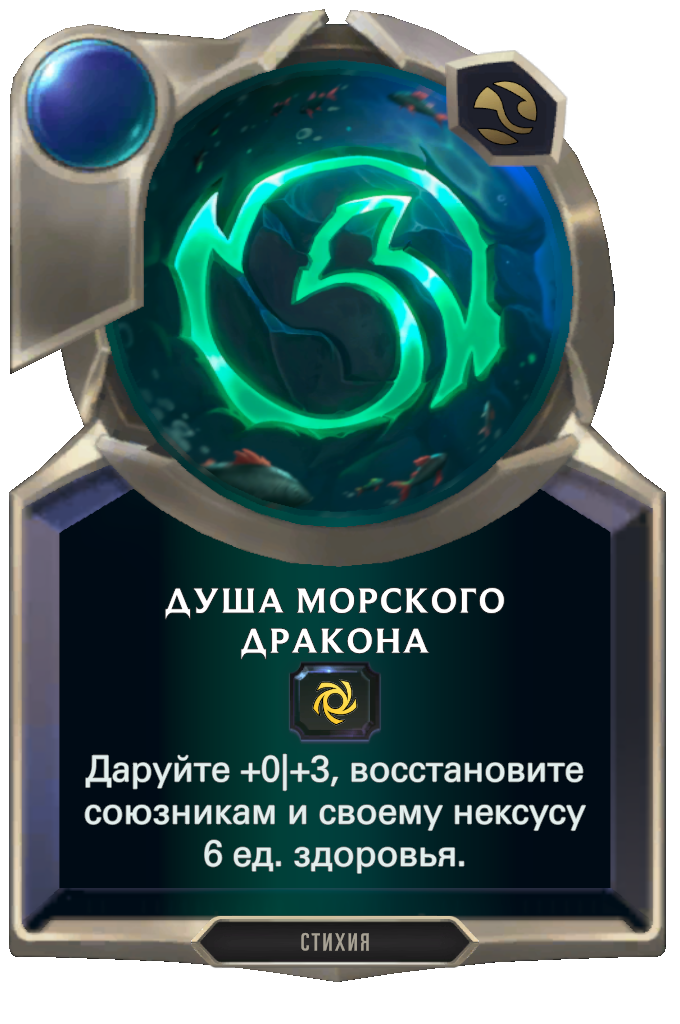 ДУША МОРСКОГО
ДРАКОНА
Даруйте +0|+3, восстановите
союзникам и своему нексусу
6 ед. здоровья.
СТИХИЯ